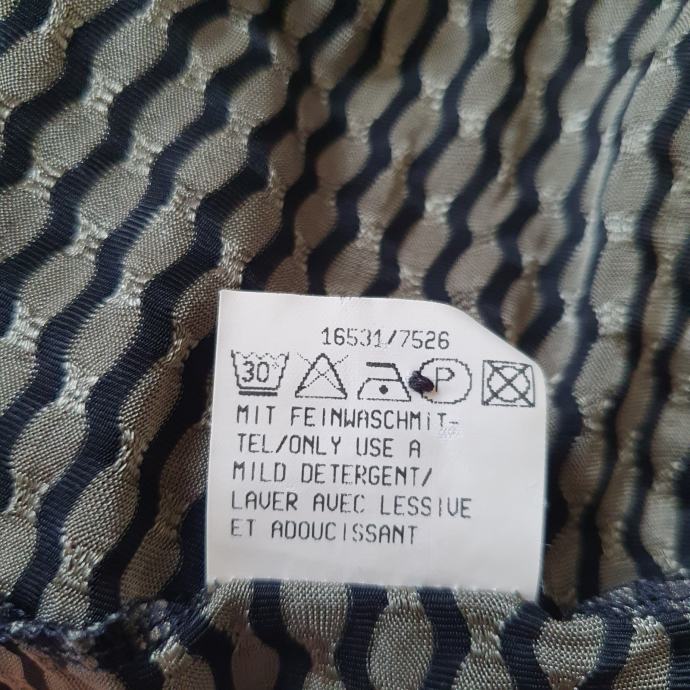 16531/7526
30 P
MIT FEINWASCHMIT-
TEL/ONLY USE A
MILD DETERGENT/
LAVER AVEC LESSIVE
ET ADOUCISSANT